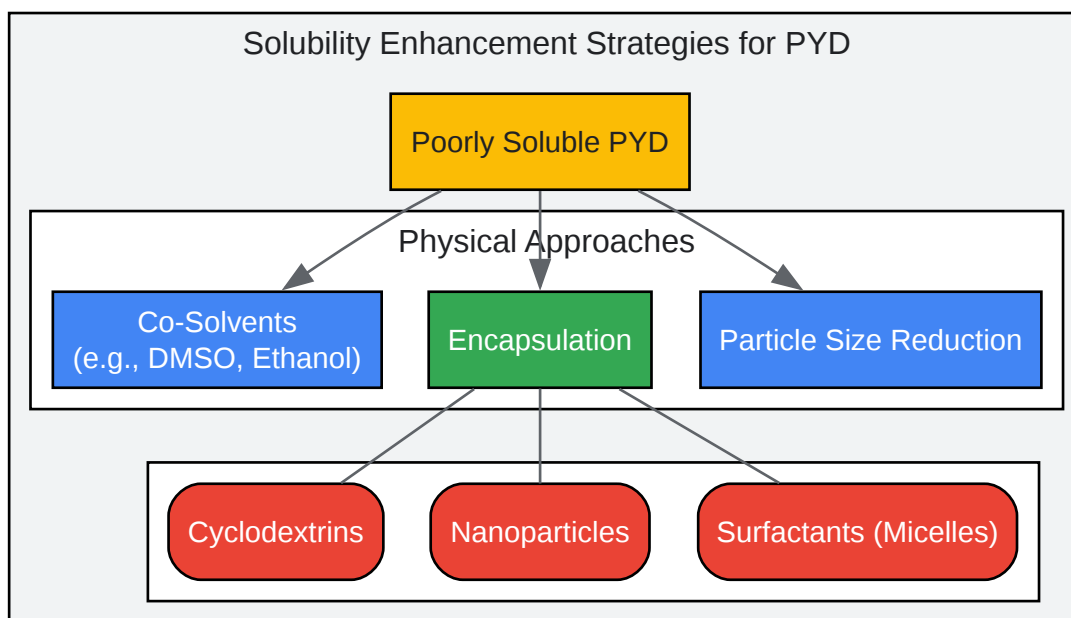 Solubility Enhancement Strategies for PYD
Poorly Soluble PYD
Physical Approaches
Co-Solvents
(e.g., DMSO, Ethanol)
Encapsulation
Particle Size Reduction
Cyclodextrins
Nanoparticles
Surfactants (Micelles)